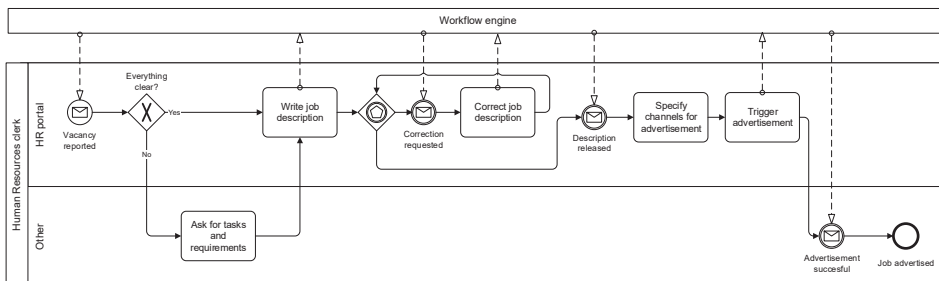 Workflow engine
Human Resources clerk
HR portal
Everything
clear?
Vacancy
reported
Yes
No
Write job
description
Correction
requested
Correct job
description
Description
released
Specify
channels for
advertisement
Trigger
advertisement
Other
Ask for tasks
and
requirements
Advertisement
succesful
Job advertised